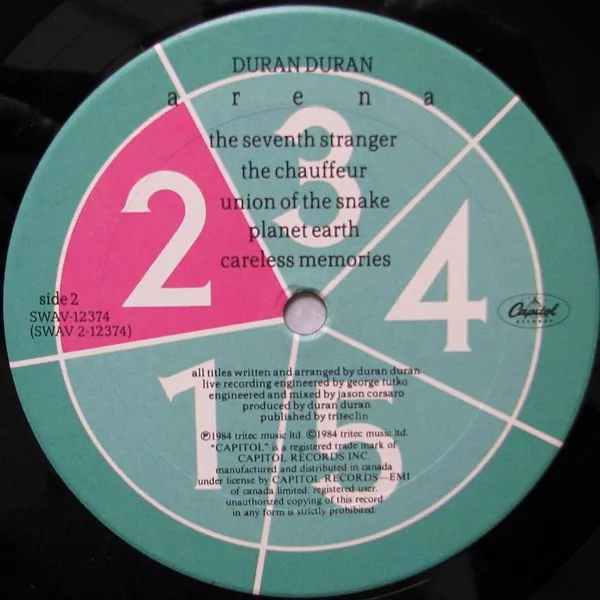 DURAN DURAN
arena
3
the seventh stranger
the chauffeur
union of the snake
planet earth
careless memories
2
4
side 2
SWAV-12374
(SWAV 2-12374)
Capitol
RECORDS
all titles written and arranged by duran duran
live recording engineered by george tutko
engineered and mixed by jason corsaro
produced by duran duran
published by tritec lin
1
5
Ⓟ1984 tritec music ltd ©1984 tritec music ltd.
"CAPITOL" is a registered trade mark of
CAPITOL RECORDS INC.
manufactured and distributed in canada
under license by CAPITOL RECORDS—EMI
of canada limited. registered user.
unauthorized copying of this record
in any form is strictly prohibited.